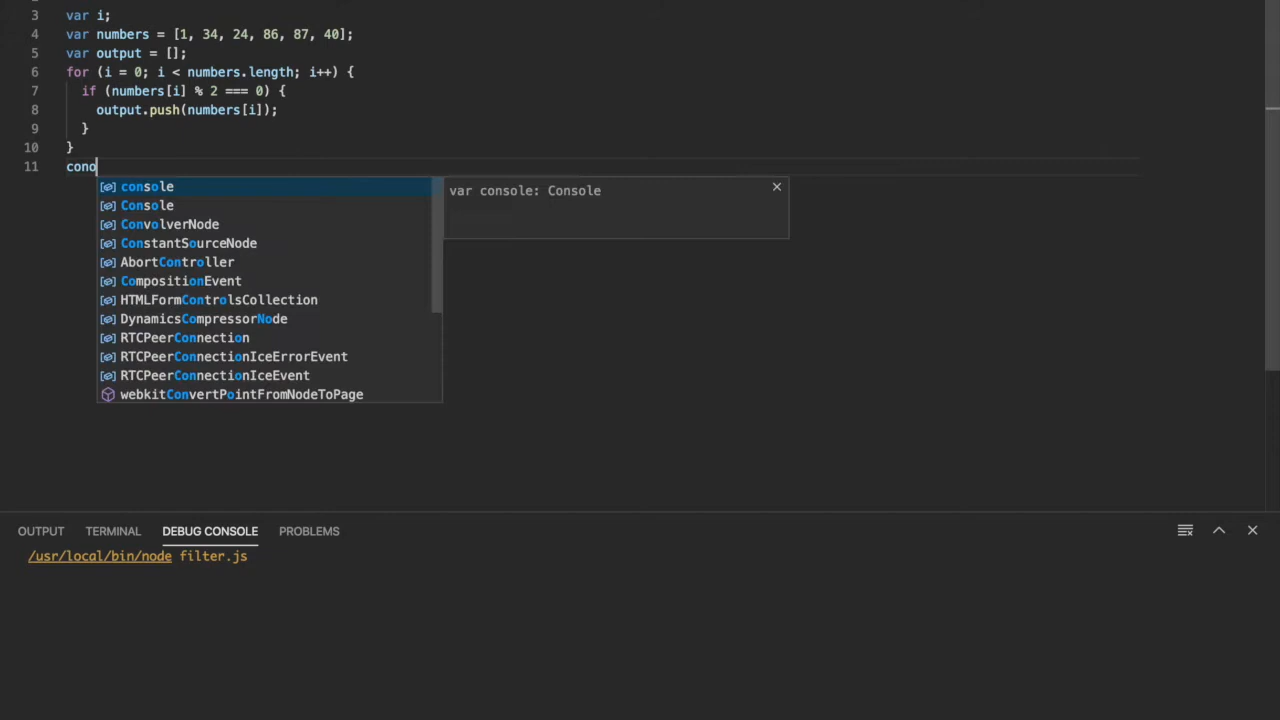 3 var i;
4 var numbers = [1, 34, 24, 86, 87, 40];
5 var output = [];
6 for (i = 0; i < numbers.length; i++) {
7 if (numbers[i] % 2 === 0) {
8 output.push(numbers[i]);
9 }
10 }
11 cono
console
var console: Console
Console
ConvolverNode
ConstantSourceNode
AbortController
CompositionEvent
HTMLFormControlsCollection
DynamicsCompressorNode
RTCPeerConnection
RTCPeerConnectionIceErrorEvent
RTCPeerConnectionIceEvent
webkitConvertPointFromNodeToPage
OUTPUT TERMINAL DEBUG CONSOLE PROBLEMS
/usr/local/bin/node filter.js